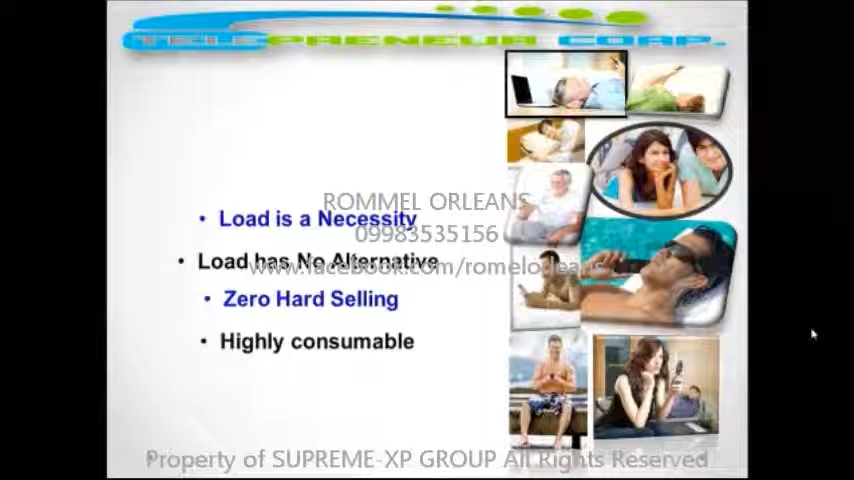 TELEPRENEUR CORP.
ROMMEL ORLEANS
• Load is a Necessity
09983535156
• Load has No Alternative
www.facebook.com/romelorleans
• Zero Hard Selling
• Highly consumable
Property of SUPREME-XP GROUP All Rights Reserved